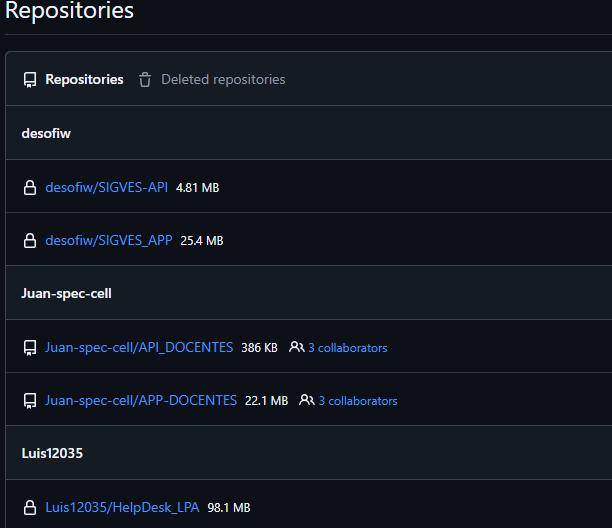 Repositories
Repositories Deleted repositories
desofiw
desofiw/SIGVES-API 4.81 MB
desofiw/SIGVES_APP 25.4 MB
Juan-spec-cell
Juan-spec-cell/API_DOCENTES 386 KB 3 collaborators
Juan-spec-cell/APP-DOCENTES 22.1 MB 3 collaborators
Luis12035
Luis12035/HelpDesk_LPA 98.1 MB